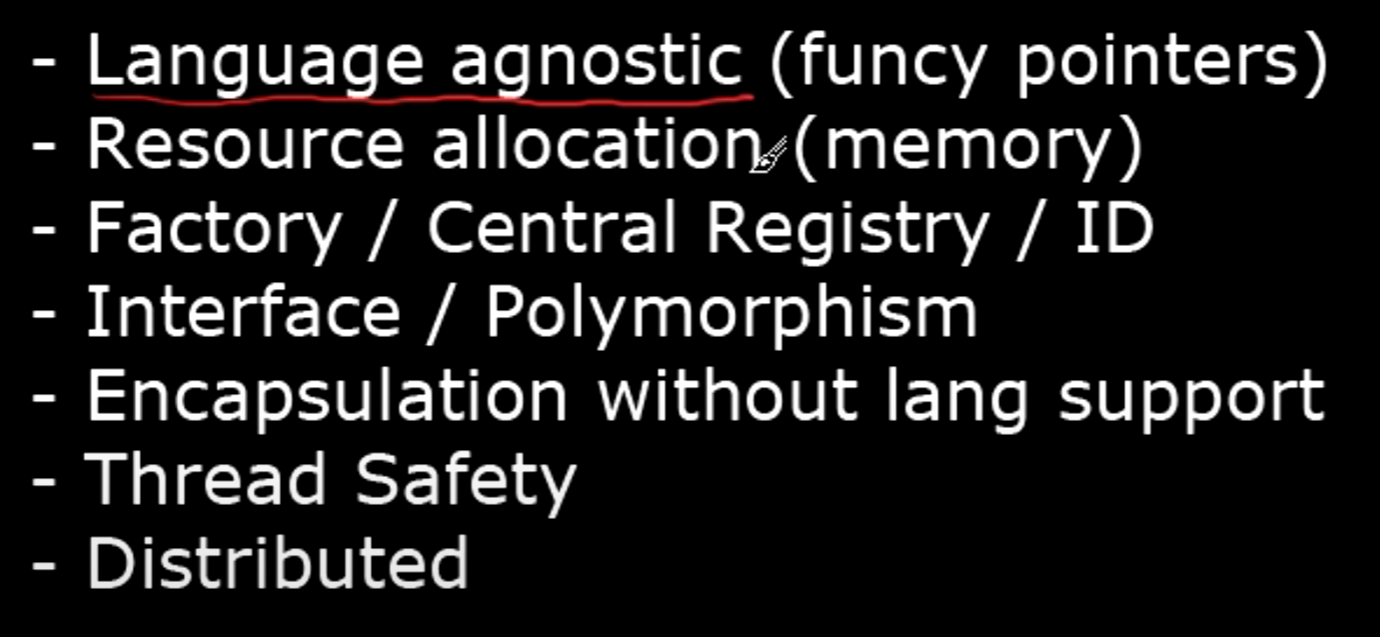 - Language agnostic (funcy pointers)
- Resource allocation (memory)
- Factory / Central Registry / ID
- Interface / Polymorphism
- Encapsulation without lang support
- Thread Safety
- Distributed